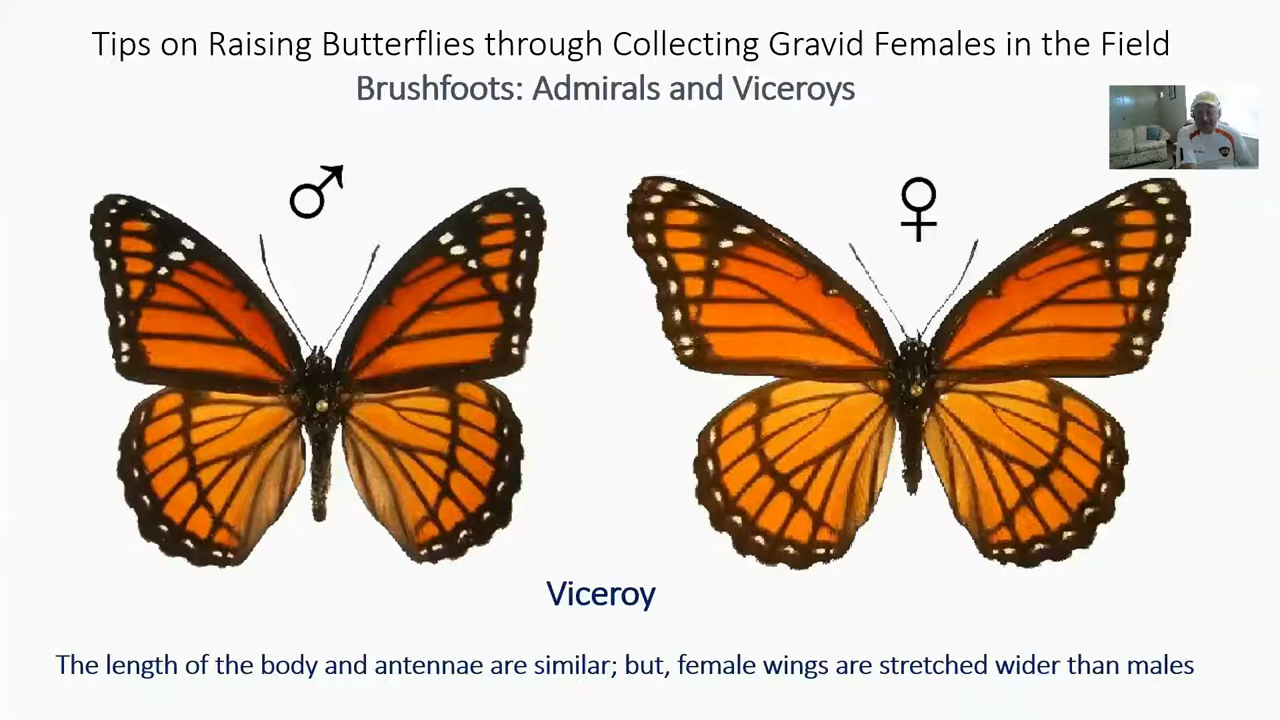 Tips on Raising Butterflies through Collecting Gravid Females in the Field
Brushfoots: Admirals and Viceroys
♂
♀
Viceroy
The length of the body and antennae are similar; but, female wings are stretched wider than males